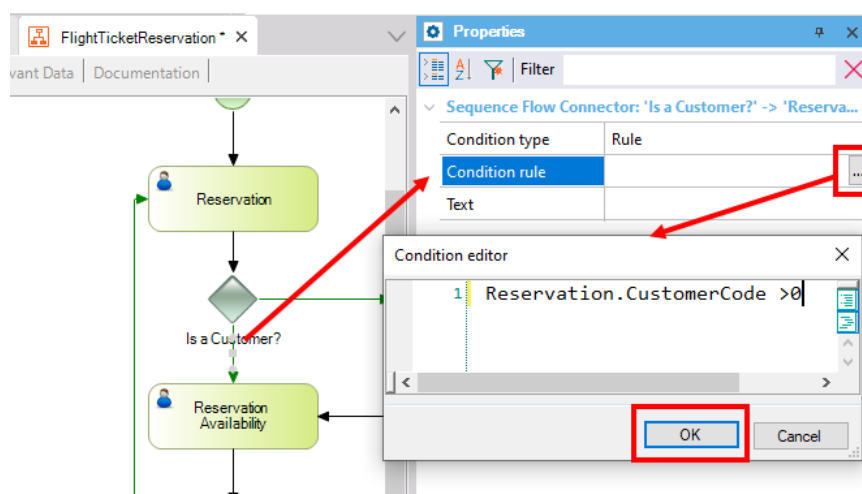 FlightTicketReservation * X
Properties
vant Data Documentation
Filter
Sequence Flow Connector: 'Is a Customer?' -> 'Reserva...
Condition type Rule
Condition rule ...
Text
Reservation
Is a Customer?
Reservation
Availability
Condition editor
1 Reservation.CustomerCode >0
OK Cancel